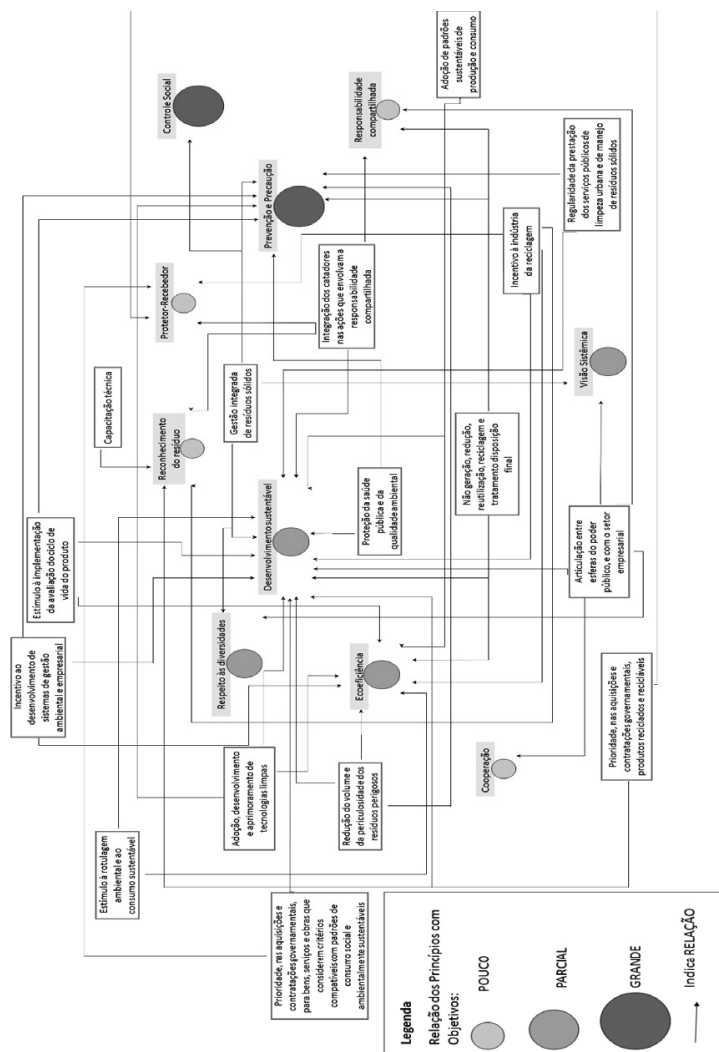 Incentivo ao
desenvolvimento de
sistemas de gestão
ambiental e empresarial
Estímulo à implementação
da avaliação do ciclo de
vida do produto
Estímulo à rotulagem
ambiental e ao
consumo sustentável
Capacitação técnica
Reconhecimento
do resíduo
Protetor-Recebedor
Controle Social
Adoção, desenvolvimento
e aprimoramento de
tecnologias limpas
Respeito às diversidades
Gestão integrada
de resíduos sólidos
Desenvolvimento sustentável
Prevenção e Precaução
Prioridade, nas aquisições e
contratações governamentais,
para bens, serviços e obras que
considerem critérios
compatíveis com padrões de
consumo social e
ambientalmente sustentáveis
Redução do volume e
da periculosidade dos
resíduos perigosos
Ecoeficiência
Proteção da saúde
pública e da
qualidade ambiental
Integração dos catadores
nas ações que envolvam a
responsabilidade
compartilhada
Responsabilidade
compartilhada
Adoção de padrões
sustentáveis de
produção e consumo
Não geração, redução,
reutilização, reciclagem e
tratamento disposição
final
Incentivo à indústria
da reciclagem
Cooperação
Articulação entre
esferas do poder
público, e com o setor
empresarial
Visão Sistêmica
Regularidade da prestação
dos serviços públicos de
limpeza urbana e de manejo
de resíduos sólidos
Prioridade, nas aquisições e
contratações governamentais,
produtos reciclados e recicláveis
Legenda
Relação dos Princípios com
Objetivos:
POUCO
PARCIAL
GRANDE
Indica RELAÇÃO